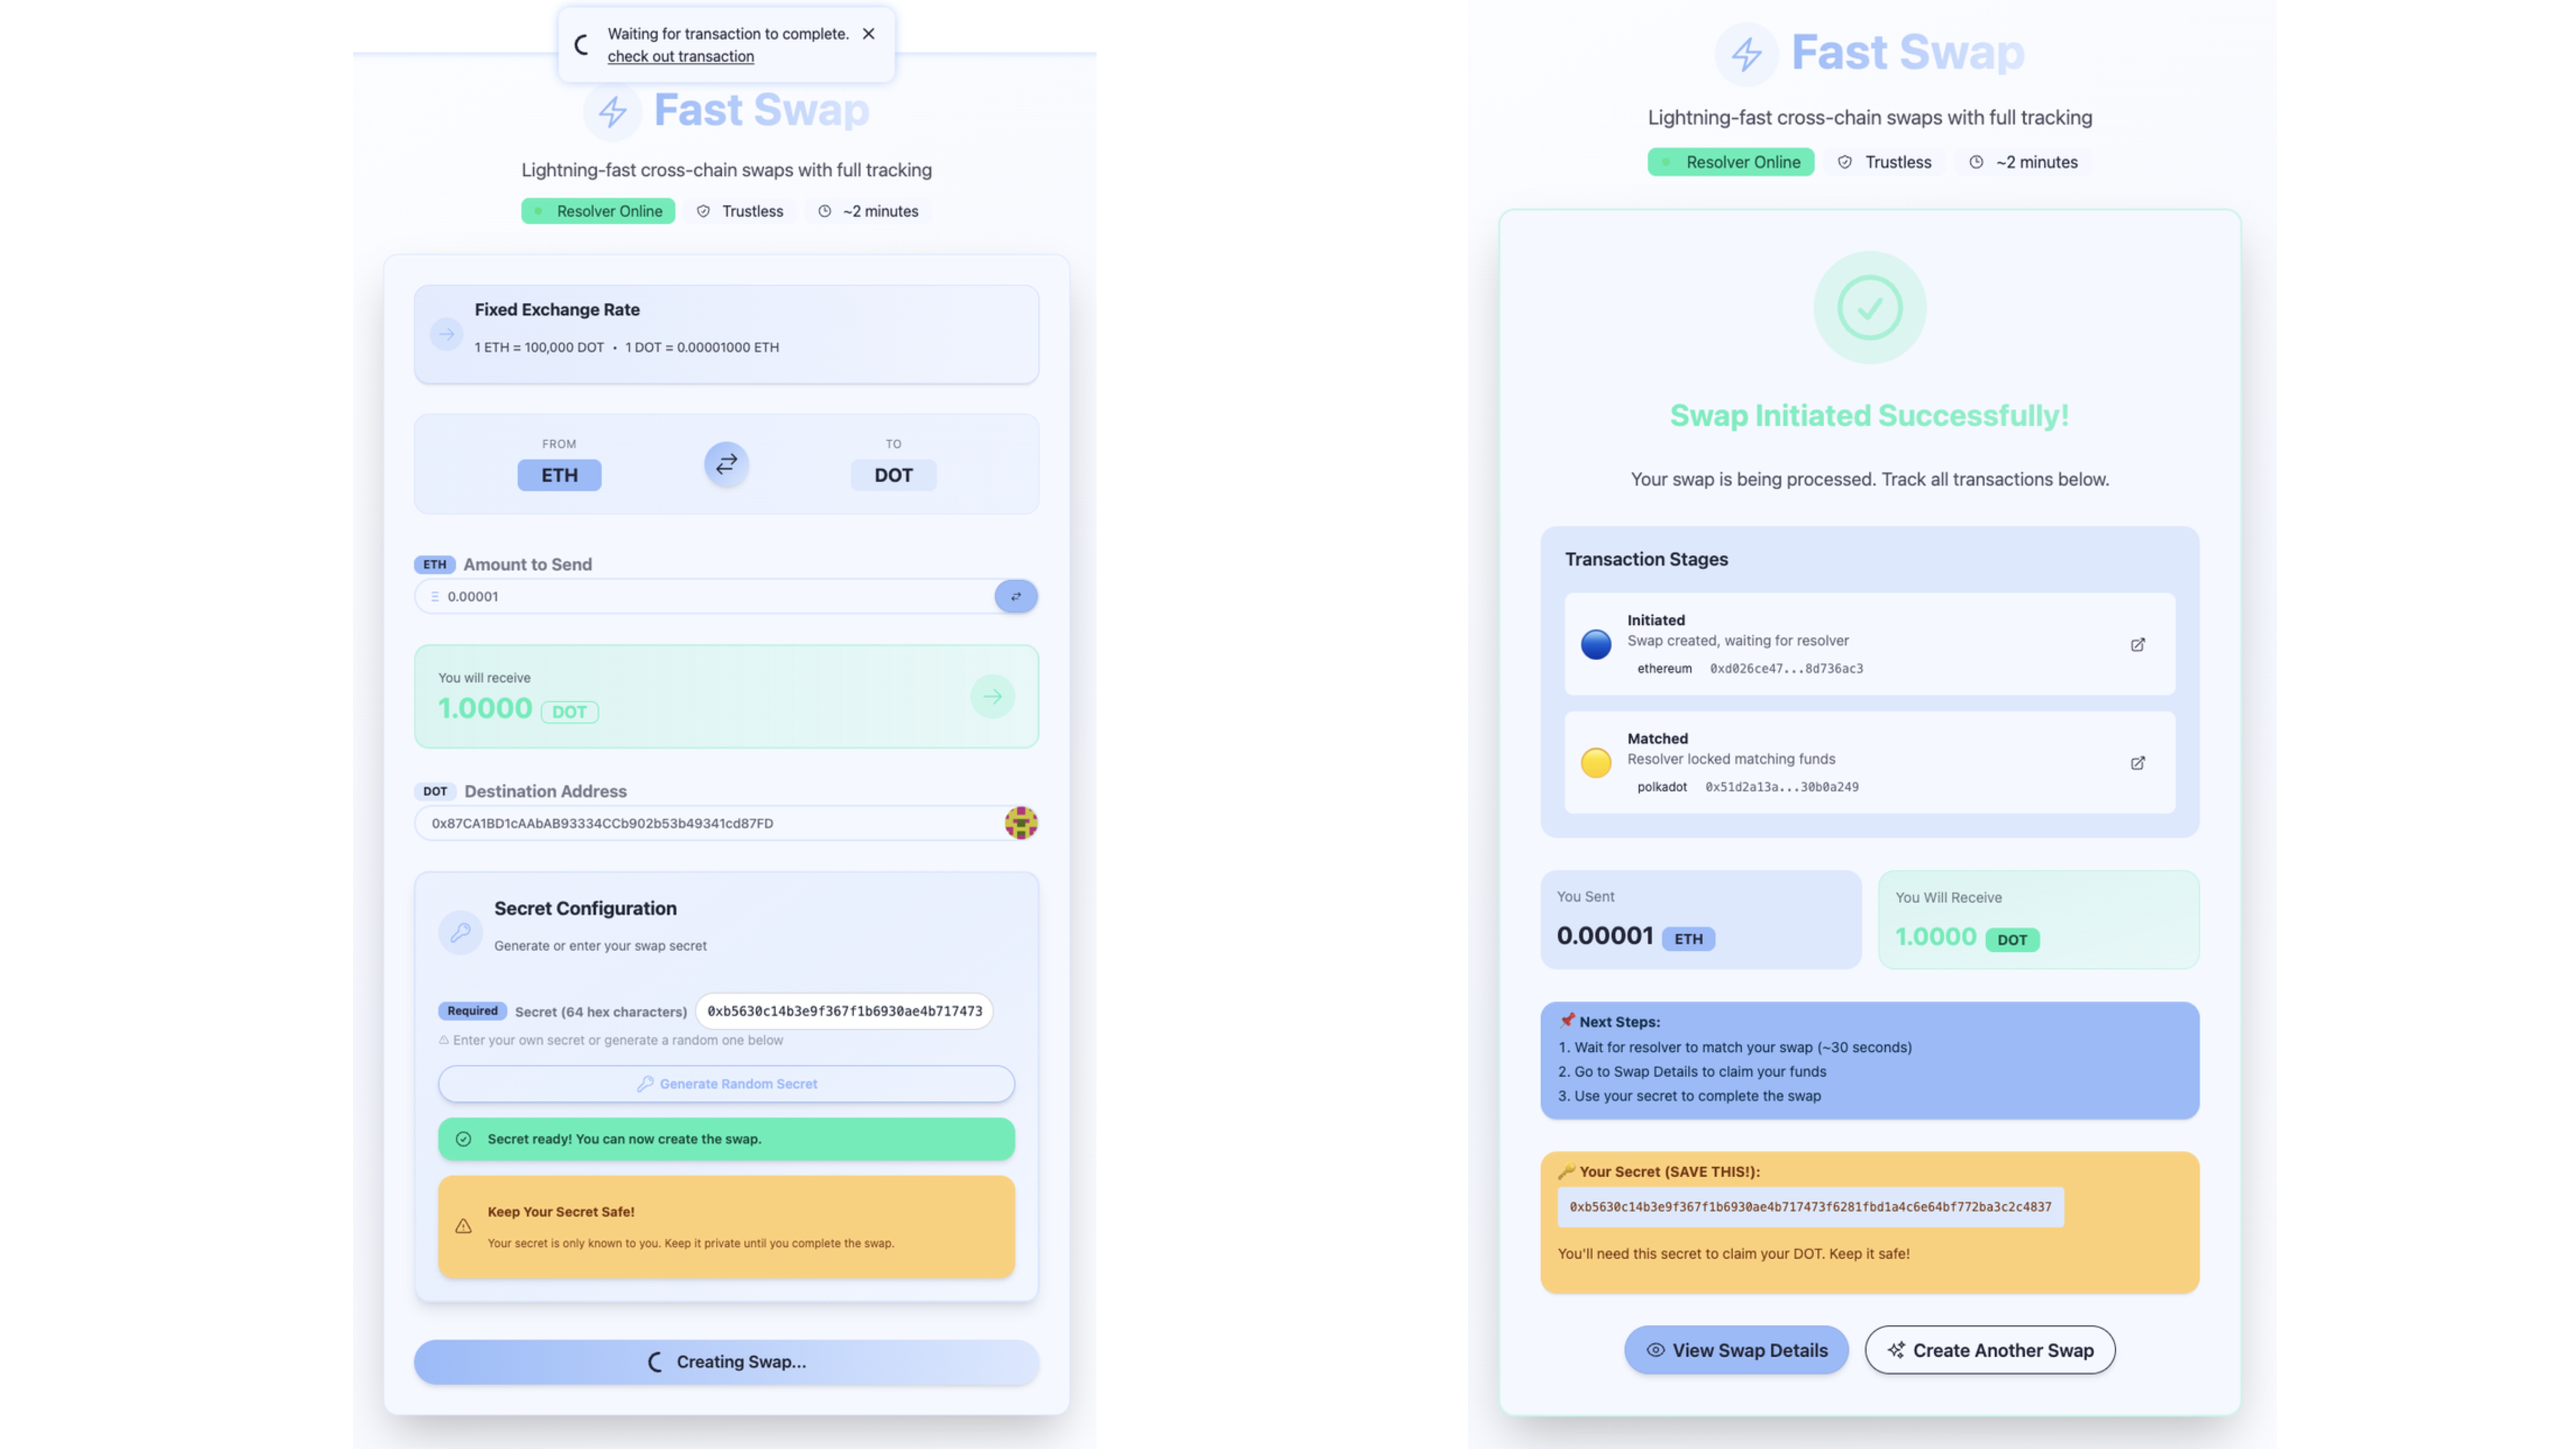 Waiting for transaction to complete.
check out transaction
Fast Swap
Lightning-fast cross-chain swaps with full tracking
Resolver Online
Trustless
~2 minutes
Fixed Exchange Rate
1 ETH = 100,000 DOT • 1 DOT = 0.00001000 ETH
FROM
ETH
TO
DOT
ETH Amount to Send
Ξ 0.00001
You will receive
1.0000 DOT
DOT Destination Address
0x87CA1BD1cAAbAB93334CCb902b53b49341cd87FD
Secret Configuration
Generate or enter your swap secret
Required Secret (64 hex characters) 0xb5630c14b3e9f367f1b6930ae4b717473
Enter your own secret or generate a random one below
Generate Random Secret
Secret ready! You can now create the swap.
Keep Your Secret Safe!
Your secret is only known to you. Keep it private until you complete the swap.
Creating Swap...
Fast Swap
Lightning-fast cross-chain swaps with full tracking
Resolver Online
Trustless
~2 minutes
Swap Initiated Successfully!
Your swap is being processed. Track all transactions below.
Transaction Stages
Initiated
Swap created, waiting for resolver
ethereum 0xd026ce47...8d736ac3
Matched
Resolver locked matching funds
polkadot 0x51d2a13a...30b0a249
You Sent
0.00001 ETH
You Will Receive
1.0000 DOT
📌 Next Steps:
1. Wait for resolver to match your swap (~30 seconds)
2. Go to Swap Details to claim your funds
3. Use your secret to complete the swap
🔑 Your Secret (SAVE THIS!):
0xb5630c14b3e9f367f1b6930ae4b717473f6281fbd1a4c6e64bf772ba3c2c4837
You'll need this secret to claim your DOT. Keep it safe!
View Swap Details
Create Another Swap